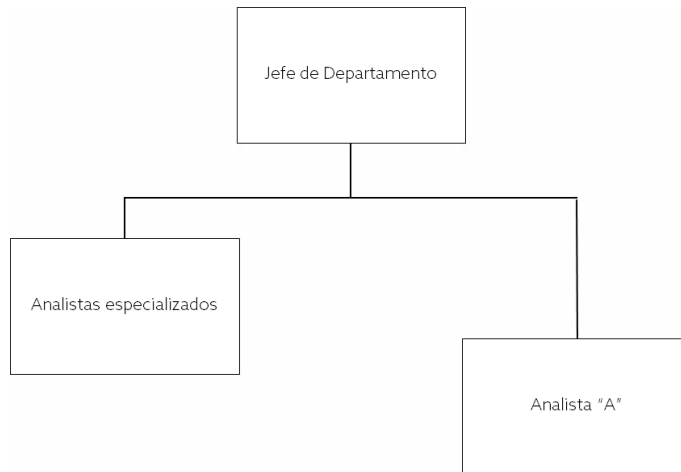 Jefe de Departamento
Analistas especializados
Analista “A”